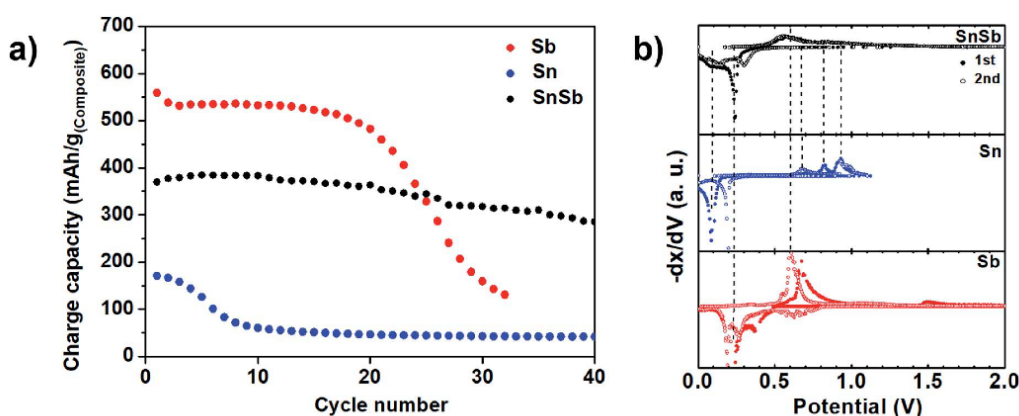 a)
700
600
500
400
300
200
100
0
Charge capacity (mAh/g(Composite))
0
10
20
30
40
Cycle number
Sb
Sn
SnSb
b)
SnSb
1st
2nd
Sn
Sb
-dx/dV (a. u.)
0.0
0.5
1.0
1.5
2.0
Potential (V)